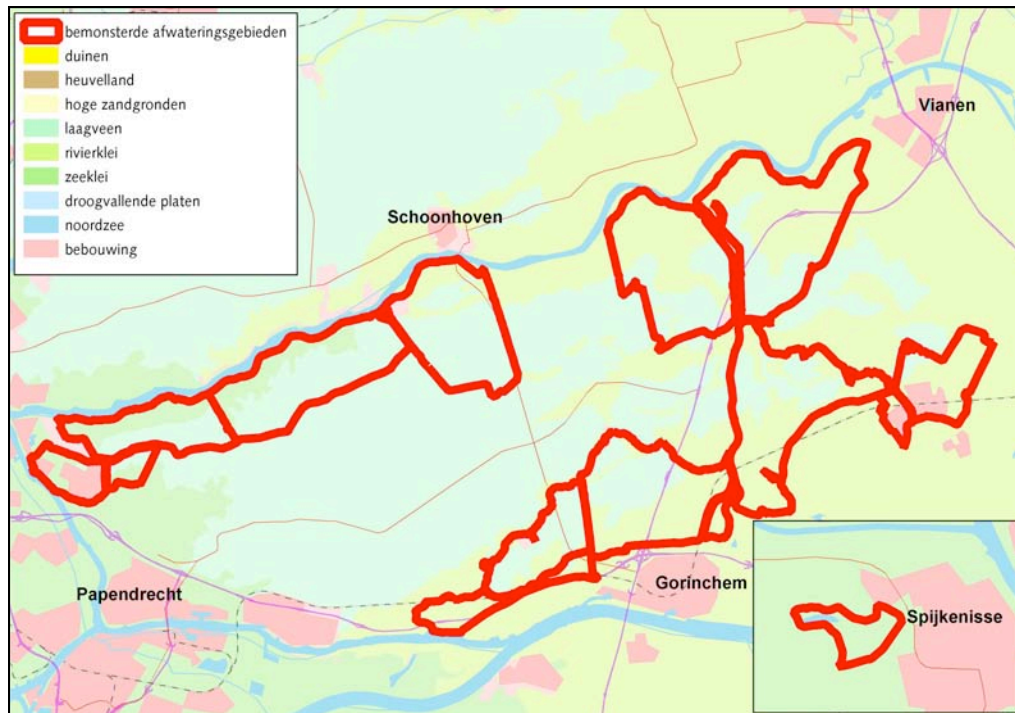 bemonsterde afwateringsgebieden
duinen
heuvelland
hoge zandgronden
laagveen
rivierklei
zeeklei
droogvallende platen
noordzee
bebouwing
Vianen
Schoonhoven
Papendrecht
Gorinchem
Spijkenisse